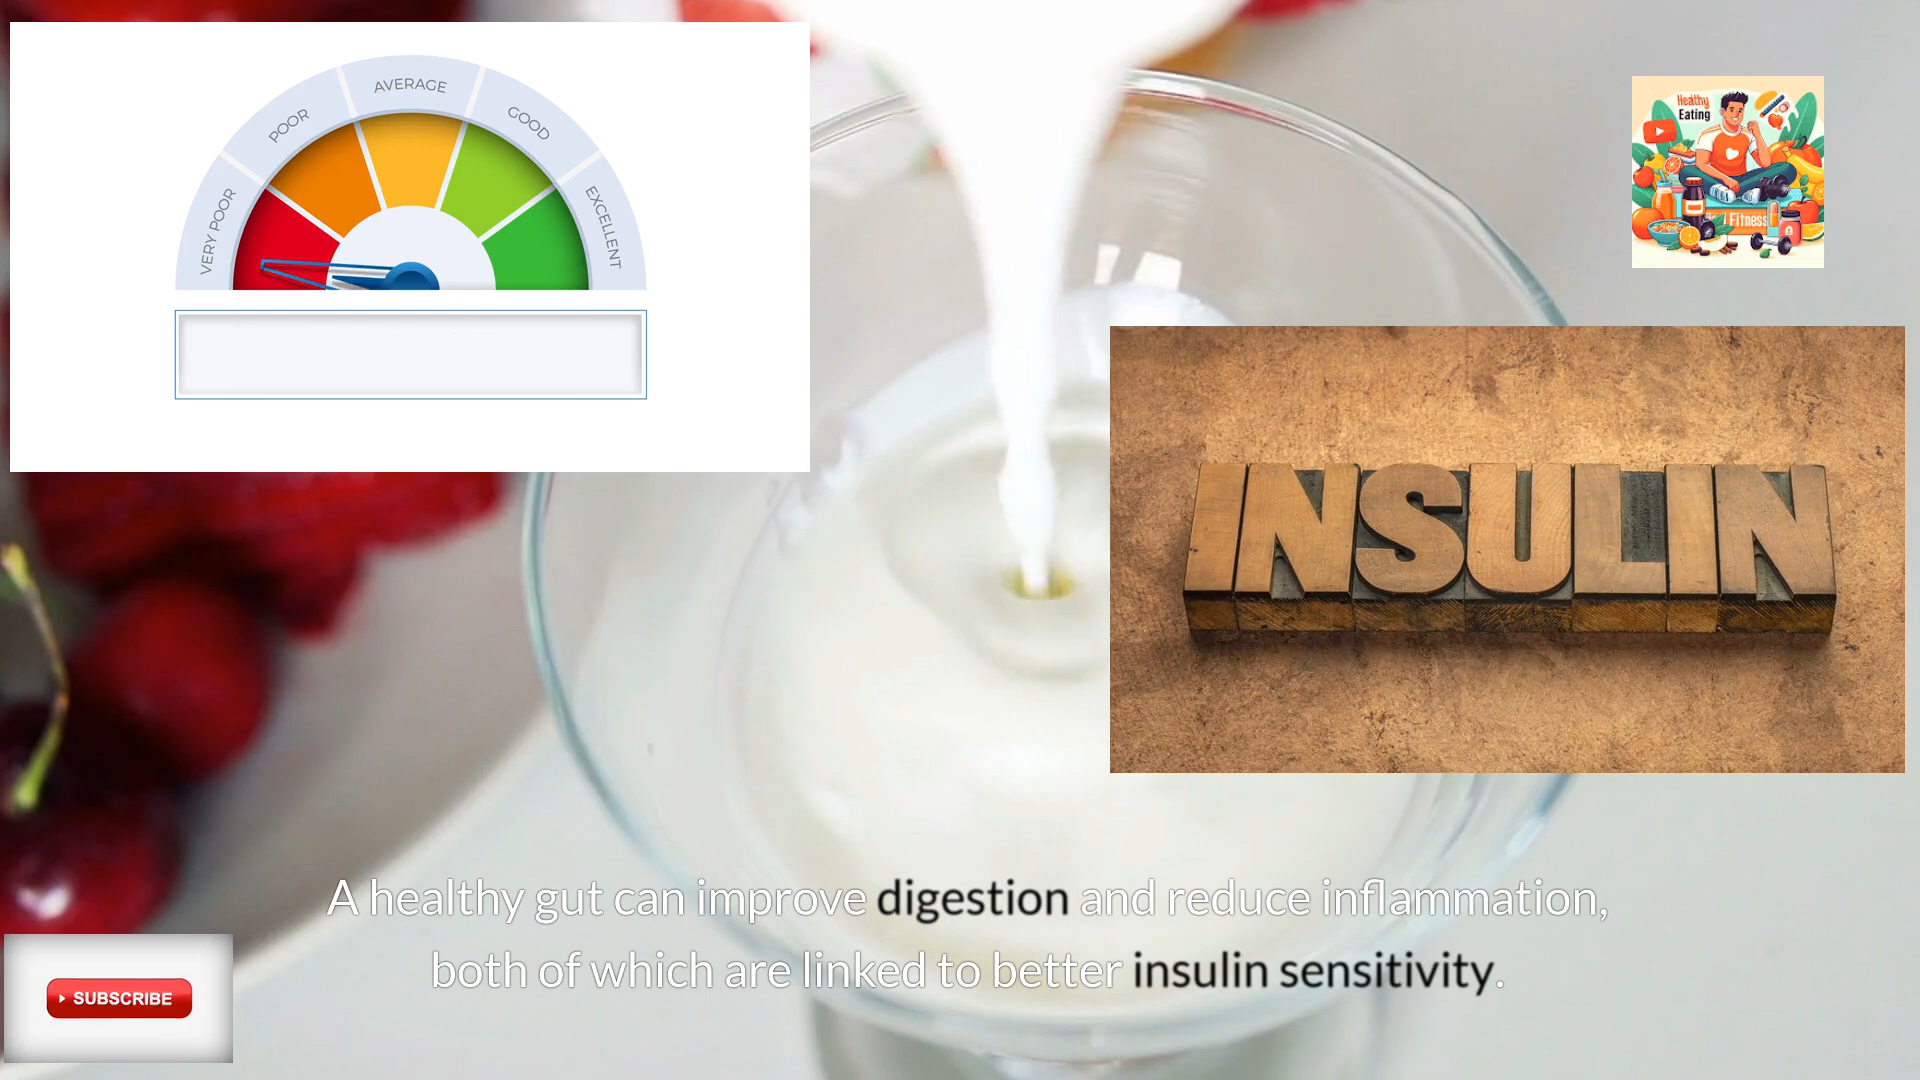 AVERAGE
POOR
GOOD
VERY POOR
EXCELLENT
Healthy
Eating
Fitness
INSULIN
A healthy gut can improve digestion and reduce inflammation,
both of which are linked to better insulin sensitivity.
SUBSCRIBE